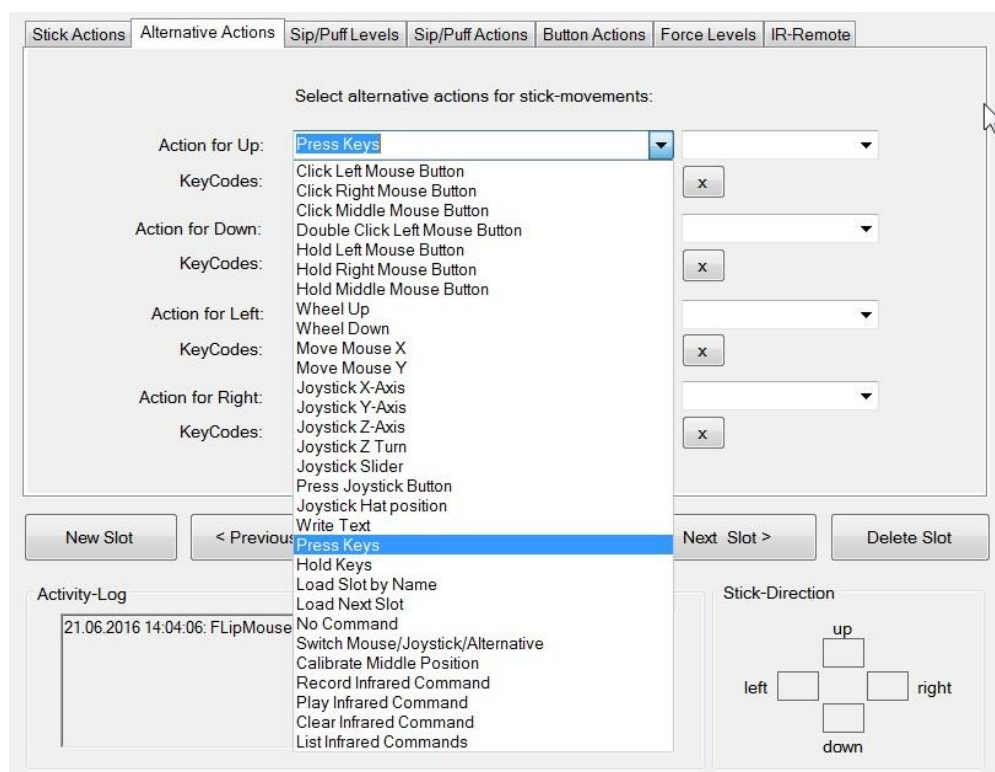 Stick Actions Alternative Actions Sip/Puff Levels Sip/Puff Actions Button Actions Force Levels IR-Remote
Select alternative actions for stick-movements:
Action for Up: Press Keys
KeyCodes: x
Action for Down:
KeyCodes: x
Action for Left:
KeyCodes: x
Action for Right:
KeyCodes: x
Click Left Mouse Button
Click Right Mouse Button
Click Middle Mouse Button
Double Click Left Mouse Button
Hold Left Mouse Button
Hold Right Mouse Button
Hold Middle Mouse Button
Wheel Up
Wheel Down
Move Mouse X
Move Mouse Y
Joystick X-Axis
Joystick Y-Axis
Joystick Z-Axis
Joystick Z Turn
Joystick Slider
Press Joystick Button
Joystick Hat position
Write Text
Press Keys
Hold Keys
Load Slot by Name
Load Next Slot
No Command
Switch Mouse/Joystick/Alternative
Calibrate Middle Position
Record Infrared Command
Play Infrared Command
Clear Infrared Command
List Infrared Commands
New Slot < Previou Next Slot > Delete Slot
Activity-Log
21.06.2016 14:04:06: FLipMouse
Stick-Direction
up
left right
down